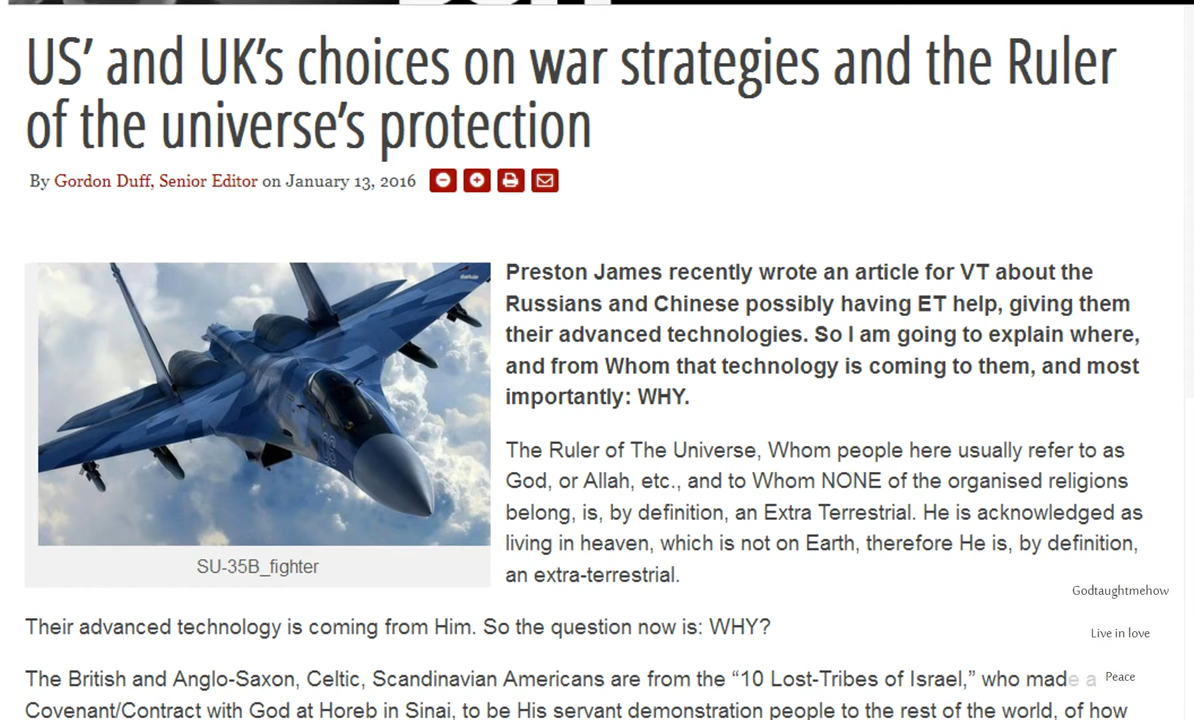 US' and UK's choices on war strategies and the Ruler
of the universe's protection
By Gordon Duff, Senior Editor on January 13, 2016
Preston James recently wrote an article for VT about the
Russians and Chinese possibly having ET help, giving them
their advanced technologies. So I am going to explain where,
and from Whom that technology is coming to them, and most
importantly: WHY.
The Ruler of The Universe, Whom people here usually refer to as
God, or Allah, etc., and to Whom NONE of the organised religions
belong, is, by definition, an Extra Terrestrial. He is acknowledged as
living in heaven, which is not on Earth, therefore He is, by definition,
an extra-terrestrial.
SU-35B_fighter
Godtaughtmehow
Their advanced technology is coming from Him. So the question now is: WHY?
Live in love
The British and Anglo-Saxon, Celtic, Scandinavian Americans are from the “10 Lost-Tribes of Israel,” who made a
Peace
Covenant/Contract with God at Horeb in Sinai, to be His servant demonstration people to the rest of the world, of how